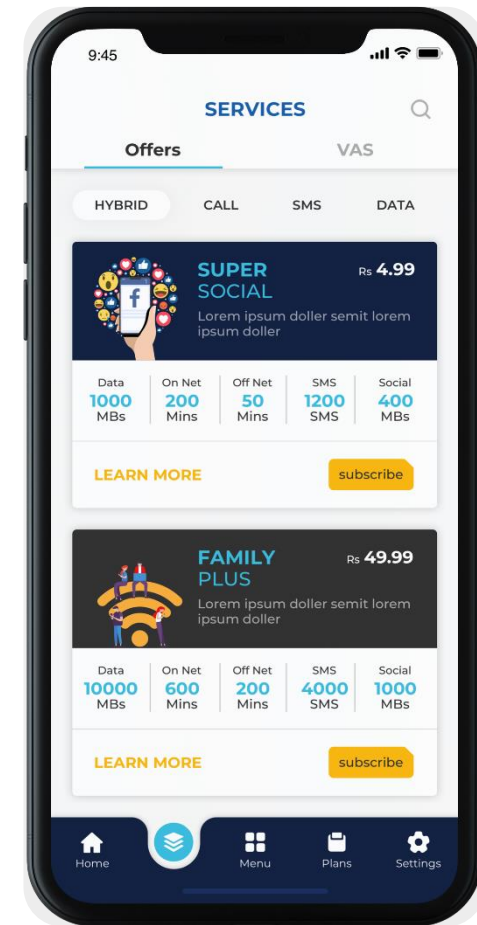 9:45
SERVICES
Offers VAS
HYBRID CALL SMS DATA
SUPER Rs 4.99
SOCIAL
Lorem ipsum doller semit lorem
ipsum doller
f
Data On Net Off Net SMS Social
1000 200 50 1200 400
MBs Mins Mins SMS MBs
LEARN MORE subscribe
FAMILY Rs 49.99
PLUS
Lorem ipsum doller semit lorem
ipsum doller
Data On Net Off Net SMS Social
10000 600 200 4000 1000
MBs Mins Mins SMS MBs
LEARN MORE subscribe
Home Menu Plans Settings